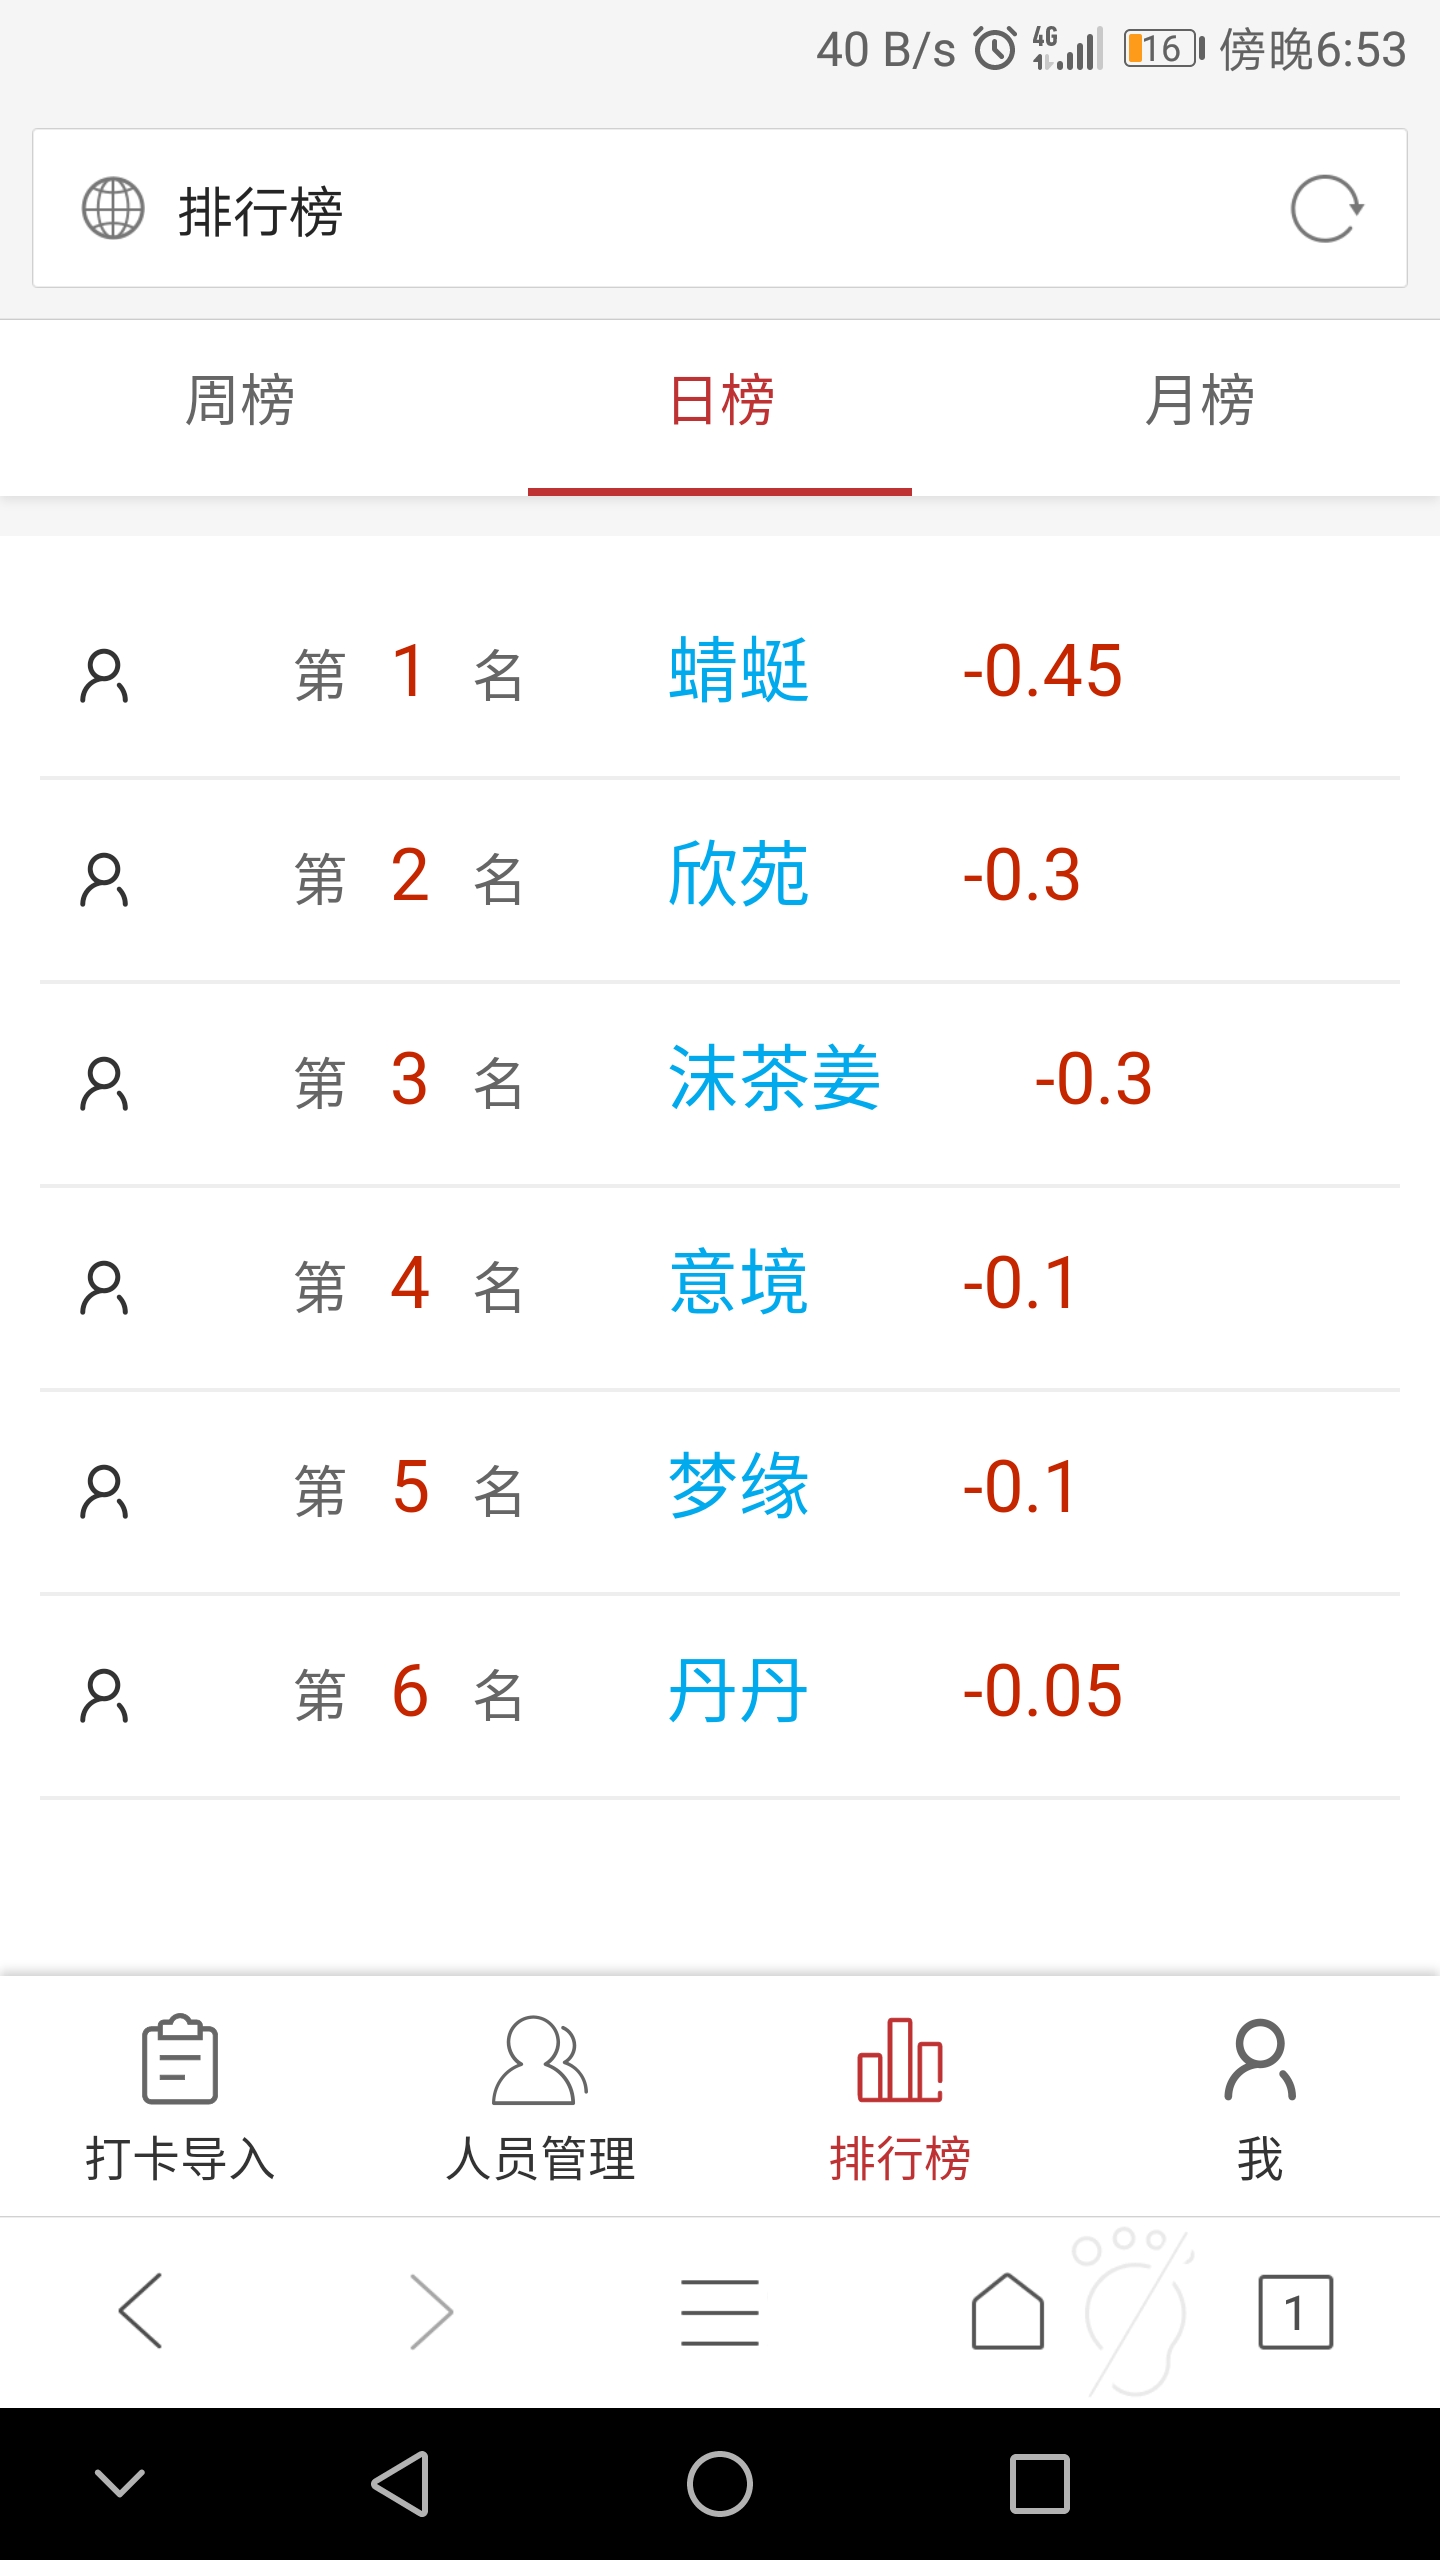 40 B/s 4G 16 傍晚6:53
排行榜
周榜 日榜 月榜
第 1 名 蜻蜓 -0.45
第 2 名 欣苑 -0.3
第 3 名 沫茶姜 -0.3
第 4 名 意境 -0.1
第 5 名 梦缘 -0.1
第 6 名 丹丹 -0.05
打卡导入 人员管理 排行榜 我
1